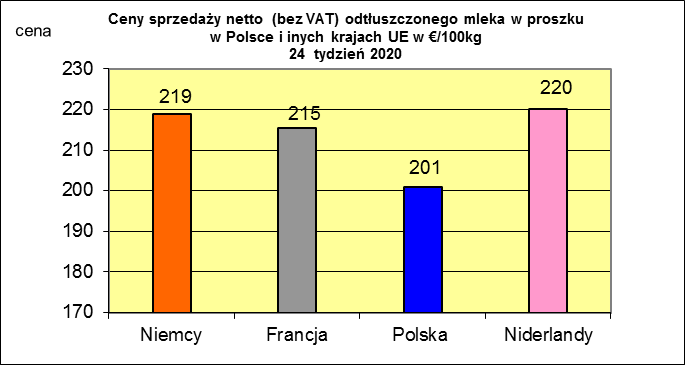 Ceny sprzedaży netto (bez VAT) odtłuszczonego mleka w proszku
w Polsce i inych krajach UE w €/100kg
24 tydzień 2020
cena
230
220
210
200
190
180
170
219
215
201
220
Niemcy
Francja
Polska
Niderlandy